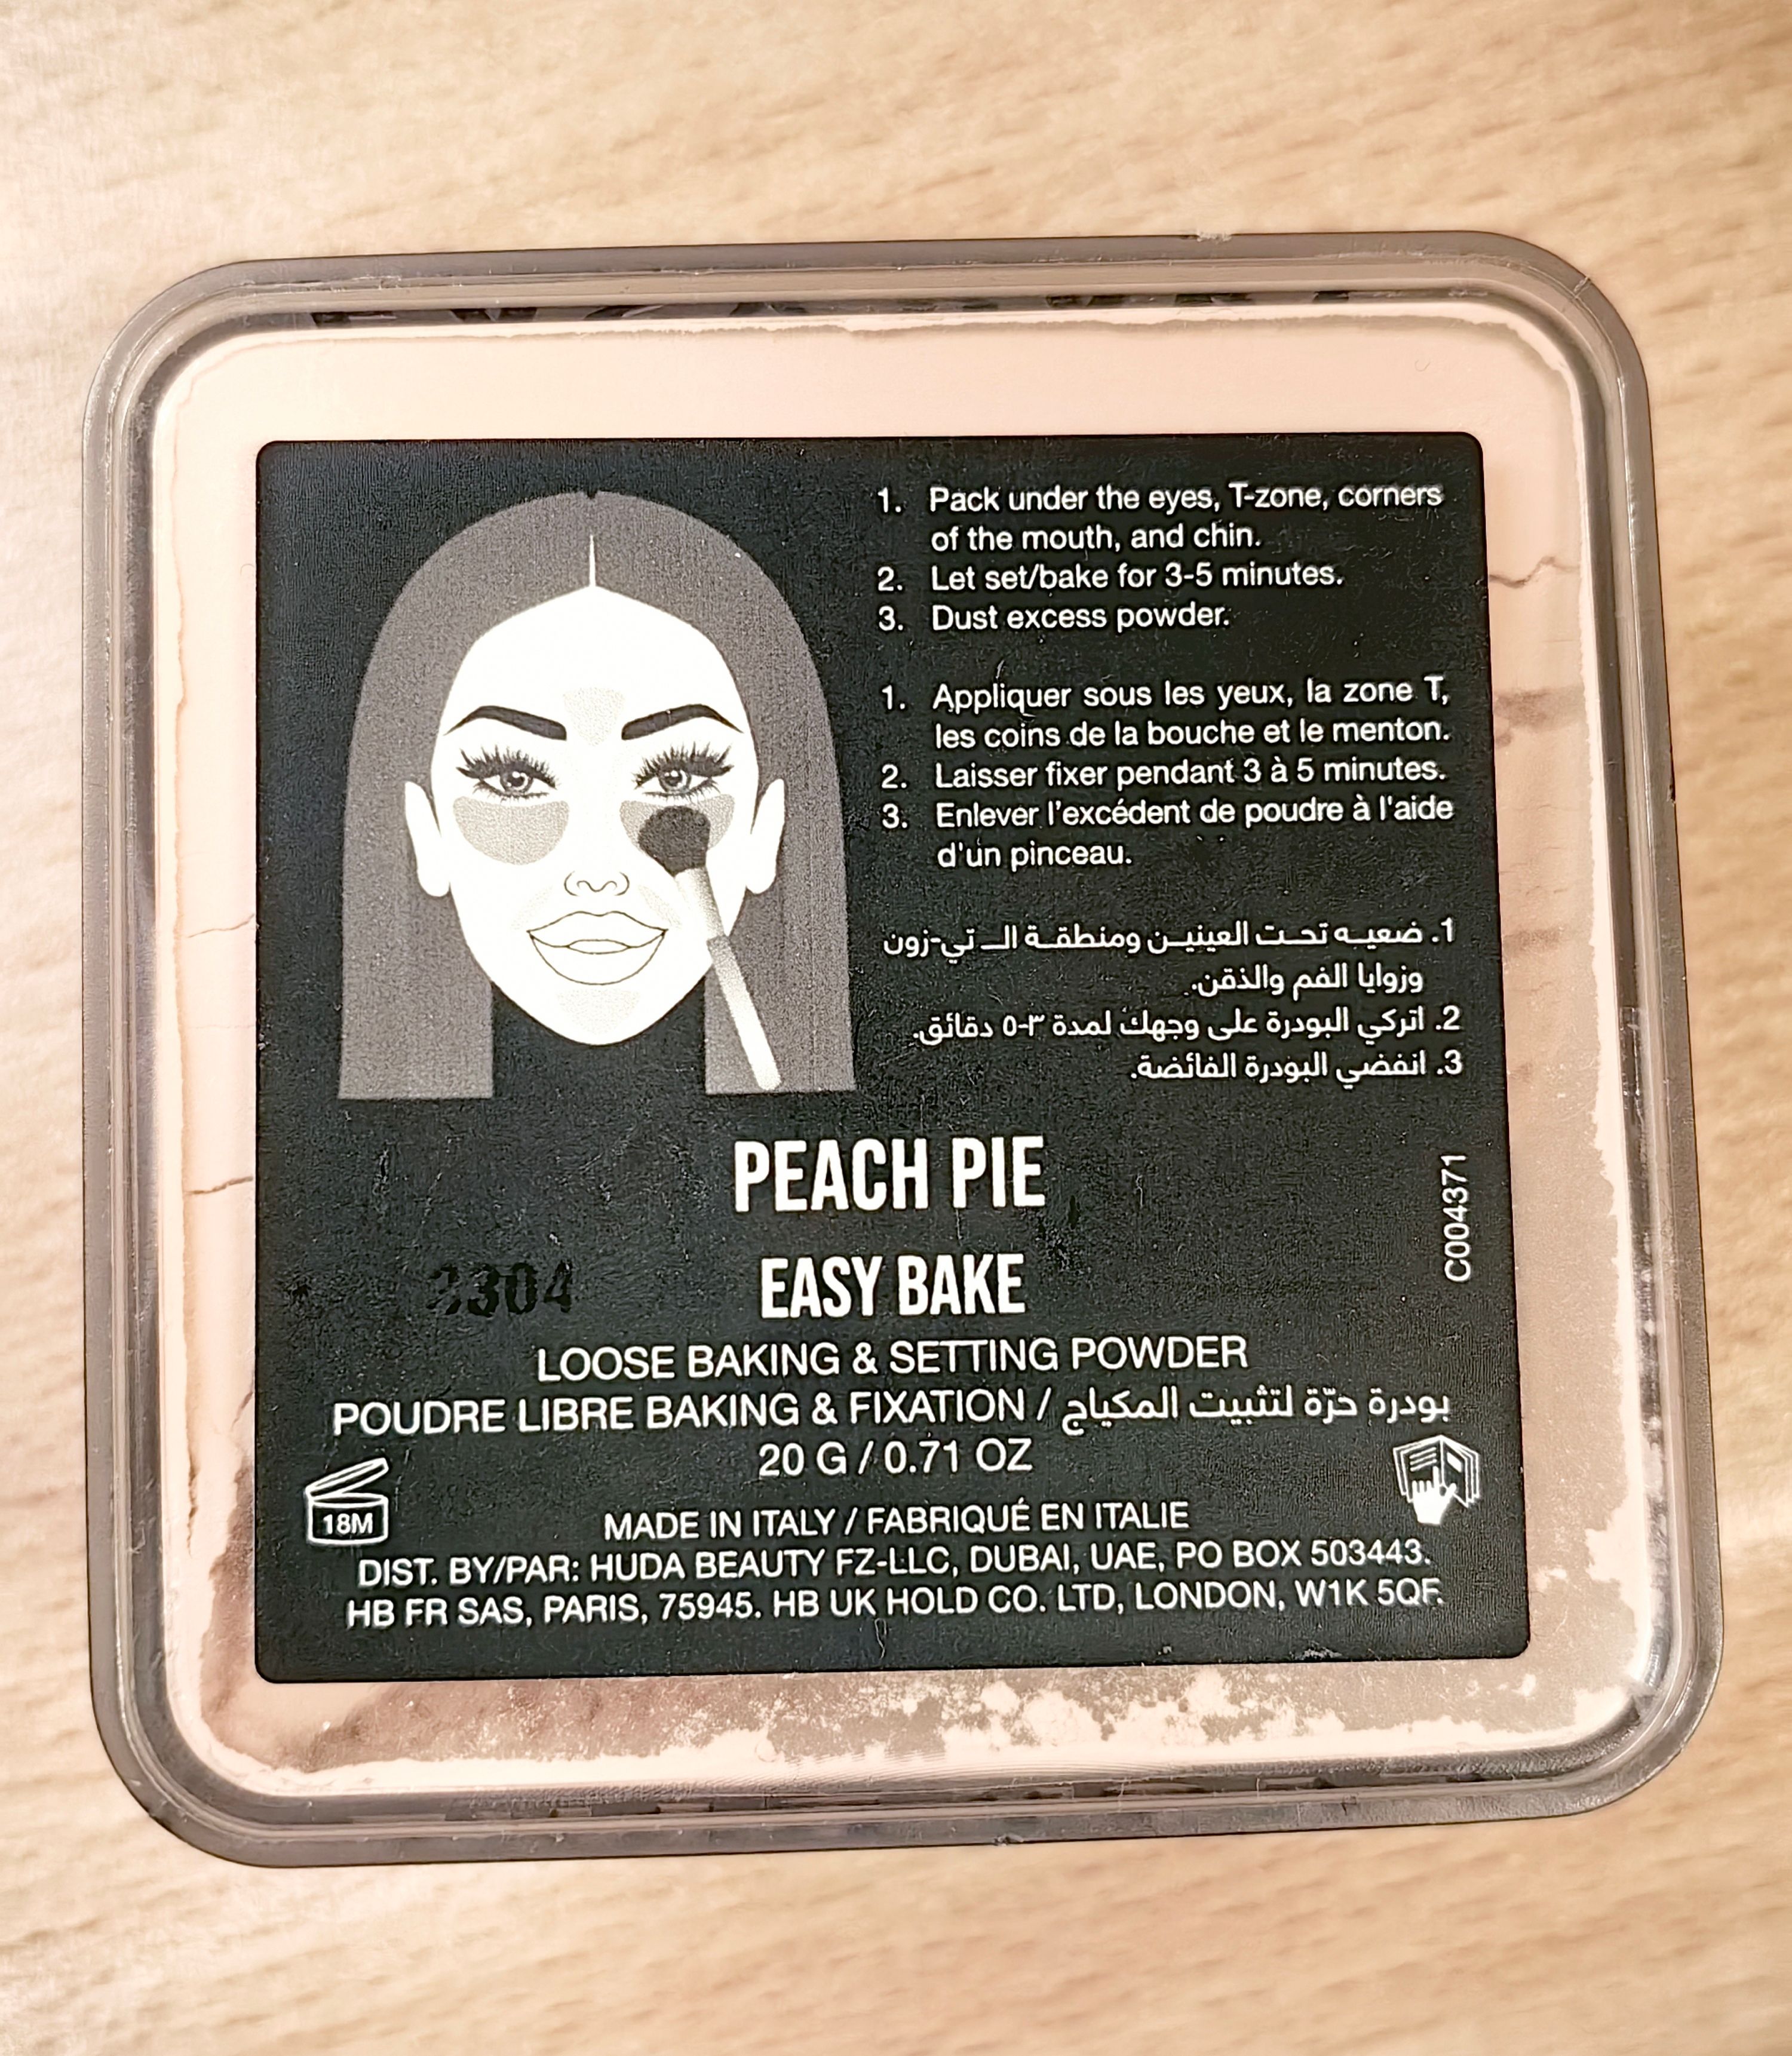 1. Pack under the eyes, T-zone, corners
of the mouth, and chin.
2. Let set/bake for 3-5 minutes.
3. Dust excess powder.
1. Appliquer sous les yeux, la zone T,
les coins de la bouche et le menton.
2. Laisser fixer pendant 3 à 5 minutes.
3. Enlever l'excédent de poudre à l'aide
d'un pinceau.
1. ضعيه تحت العينين ومنطقة الـ تي-زون
وزوايا الفم والذقن.
2. اتركي البودرة على وجهك لمدة ٣-٥ دقائق.
3. انفضي البودرة الفائضة.
PEACH PIE
C004371
EASY BAKE
LOOSE BAKING & SETTING POWDER
POUDRE LIBRE BAKING & FIXATION / بودرة حرّة لتثبيت المكياج
20 G / 0.71 OZ
18M
MADE IN ITALY / FABRIQUÉ EN ITALIE
DIST. BY/PAR: HUDA BEAUTY FZ-LLC, DUBAI, UAE, PO BOX 503443.
HB FR SAS, PARIS, 75945. HB UK HOLD CO. LTD, LONDON, W1K 5QF.